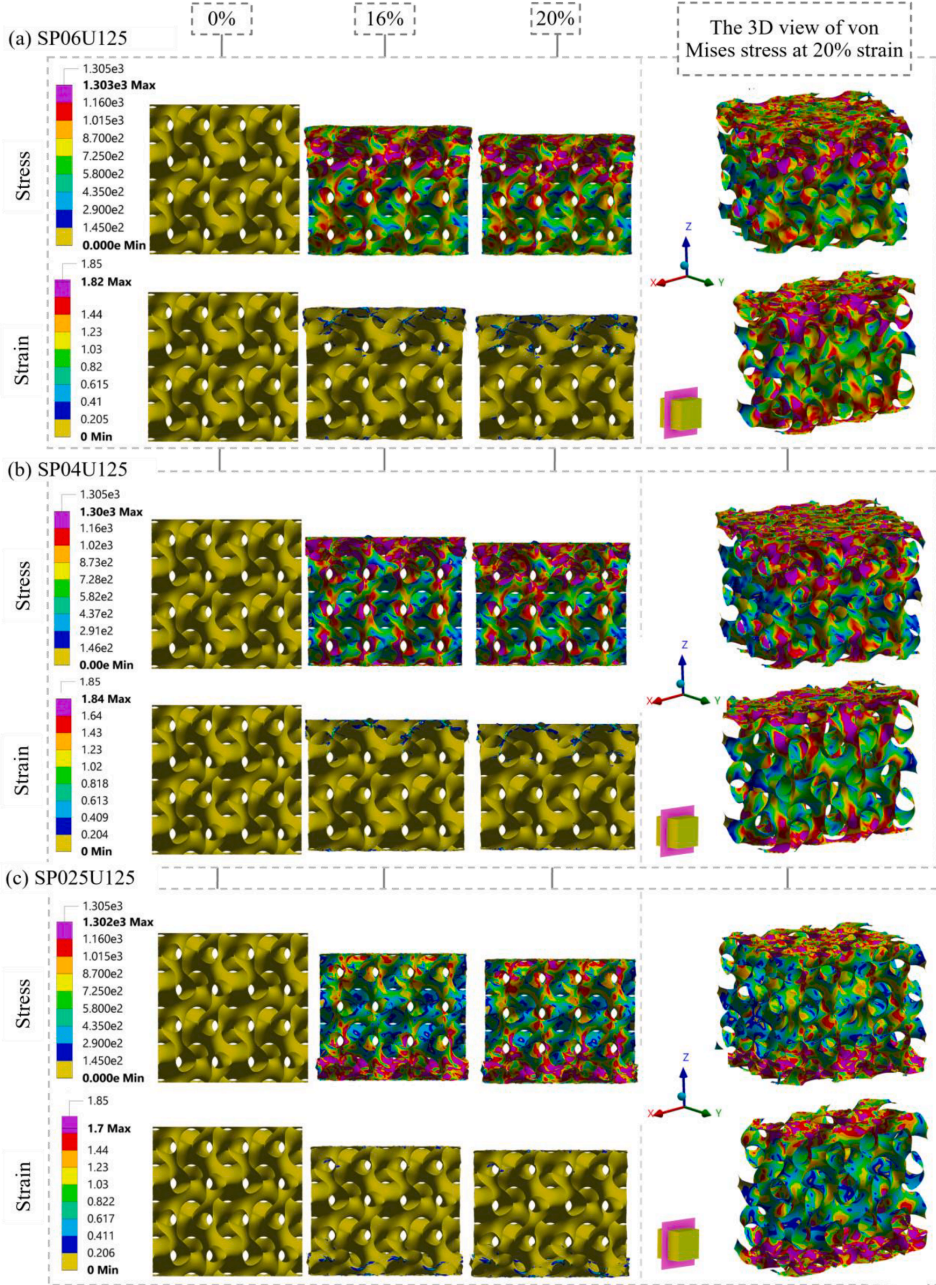 0%
16%
20%
The 3D view of von
Mises stress at 20% strain
(a) SP06U125
Stress
1.305e3
1.303e3 Max
1.160e3
1.015e3
8.700e2
7.250e2
5.800e2
4.350e2
2.900e2
1.450e2
0.000e Min
Z
X
Y
Strain
1.85
1.82 Max
1.44
1.23
1.03
0.82
0.615
0.41
0.205
0 Min
(b) SP04U125
Stress
1.305e3
1.30e3 Max
1.16e3
1.02e3
8.73e2
7.28e2
5.82e2
4.37e2
2.91e2
1.46e2
0.00e Min
Z
X
Y
Strain
1.85
1.84 Max
1.64
1.43
1.23
1.02
0.818
0.613
0.409
0.204
0 Min
(c) SP025U125
Stress
1.305e3
1.302e3 Max
1.160e3
1.015e3
8.700e2
7.250e2
5.800e2
4.350e2
2.900e2
1.450e2
0.000e Min
Z
X
Y
Strain
1.85
1.7 Max
1.44
1.23
1.03
0.822
0.617
0.411
0.206
0 Min